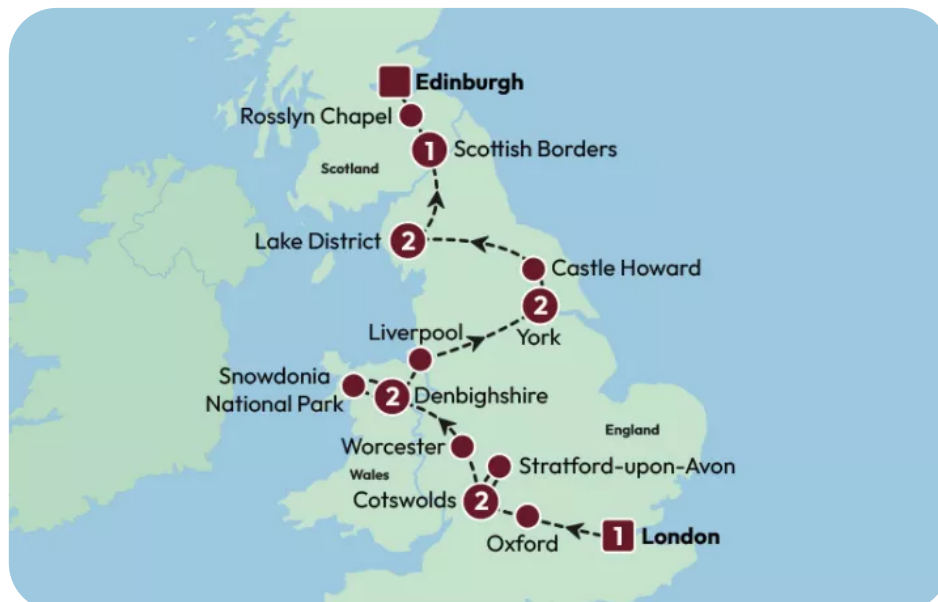 Edinburgh
Rosslyn Chapel
1 Scottish Borders
Scotland
Lake District 2
Castle Howard
2
York
Liverpool
Snowdonia
National Park
2 Denbighshire
England
Worcester
Stratford-upon-Avon
Wales
Cotswolds 2
Oxford
1 London